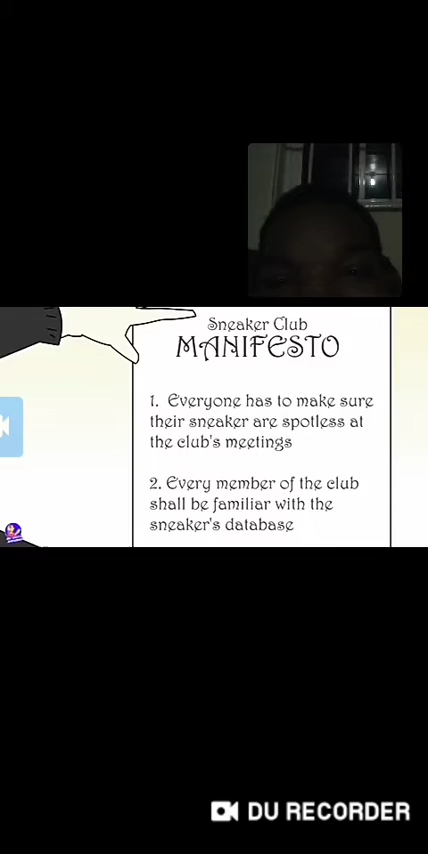 Sneaker Club
MANIFESTO
1. Everyone has to make sure
their sneaker are spotless at
the club's meetings
2. Every member of the club
shall be familiar with the
sneaker's database
DU RECORDER